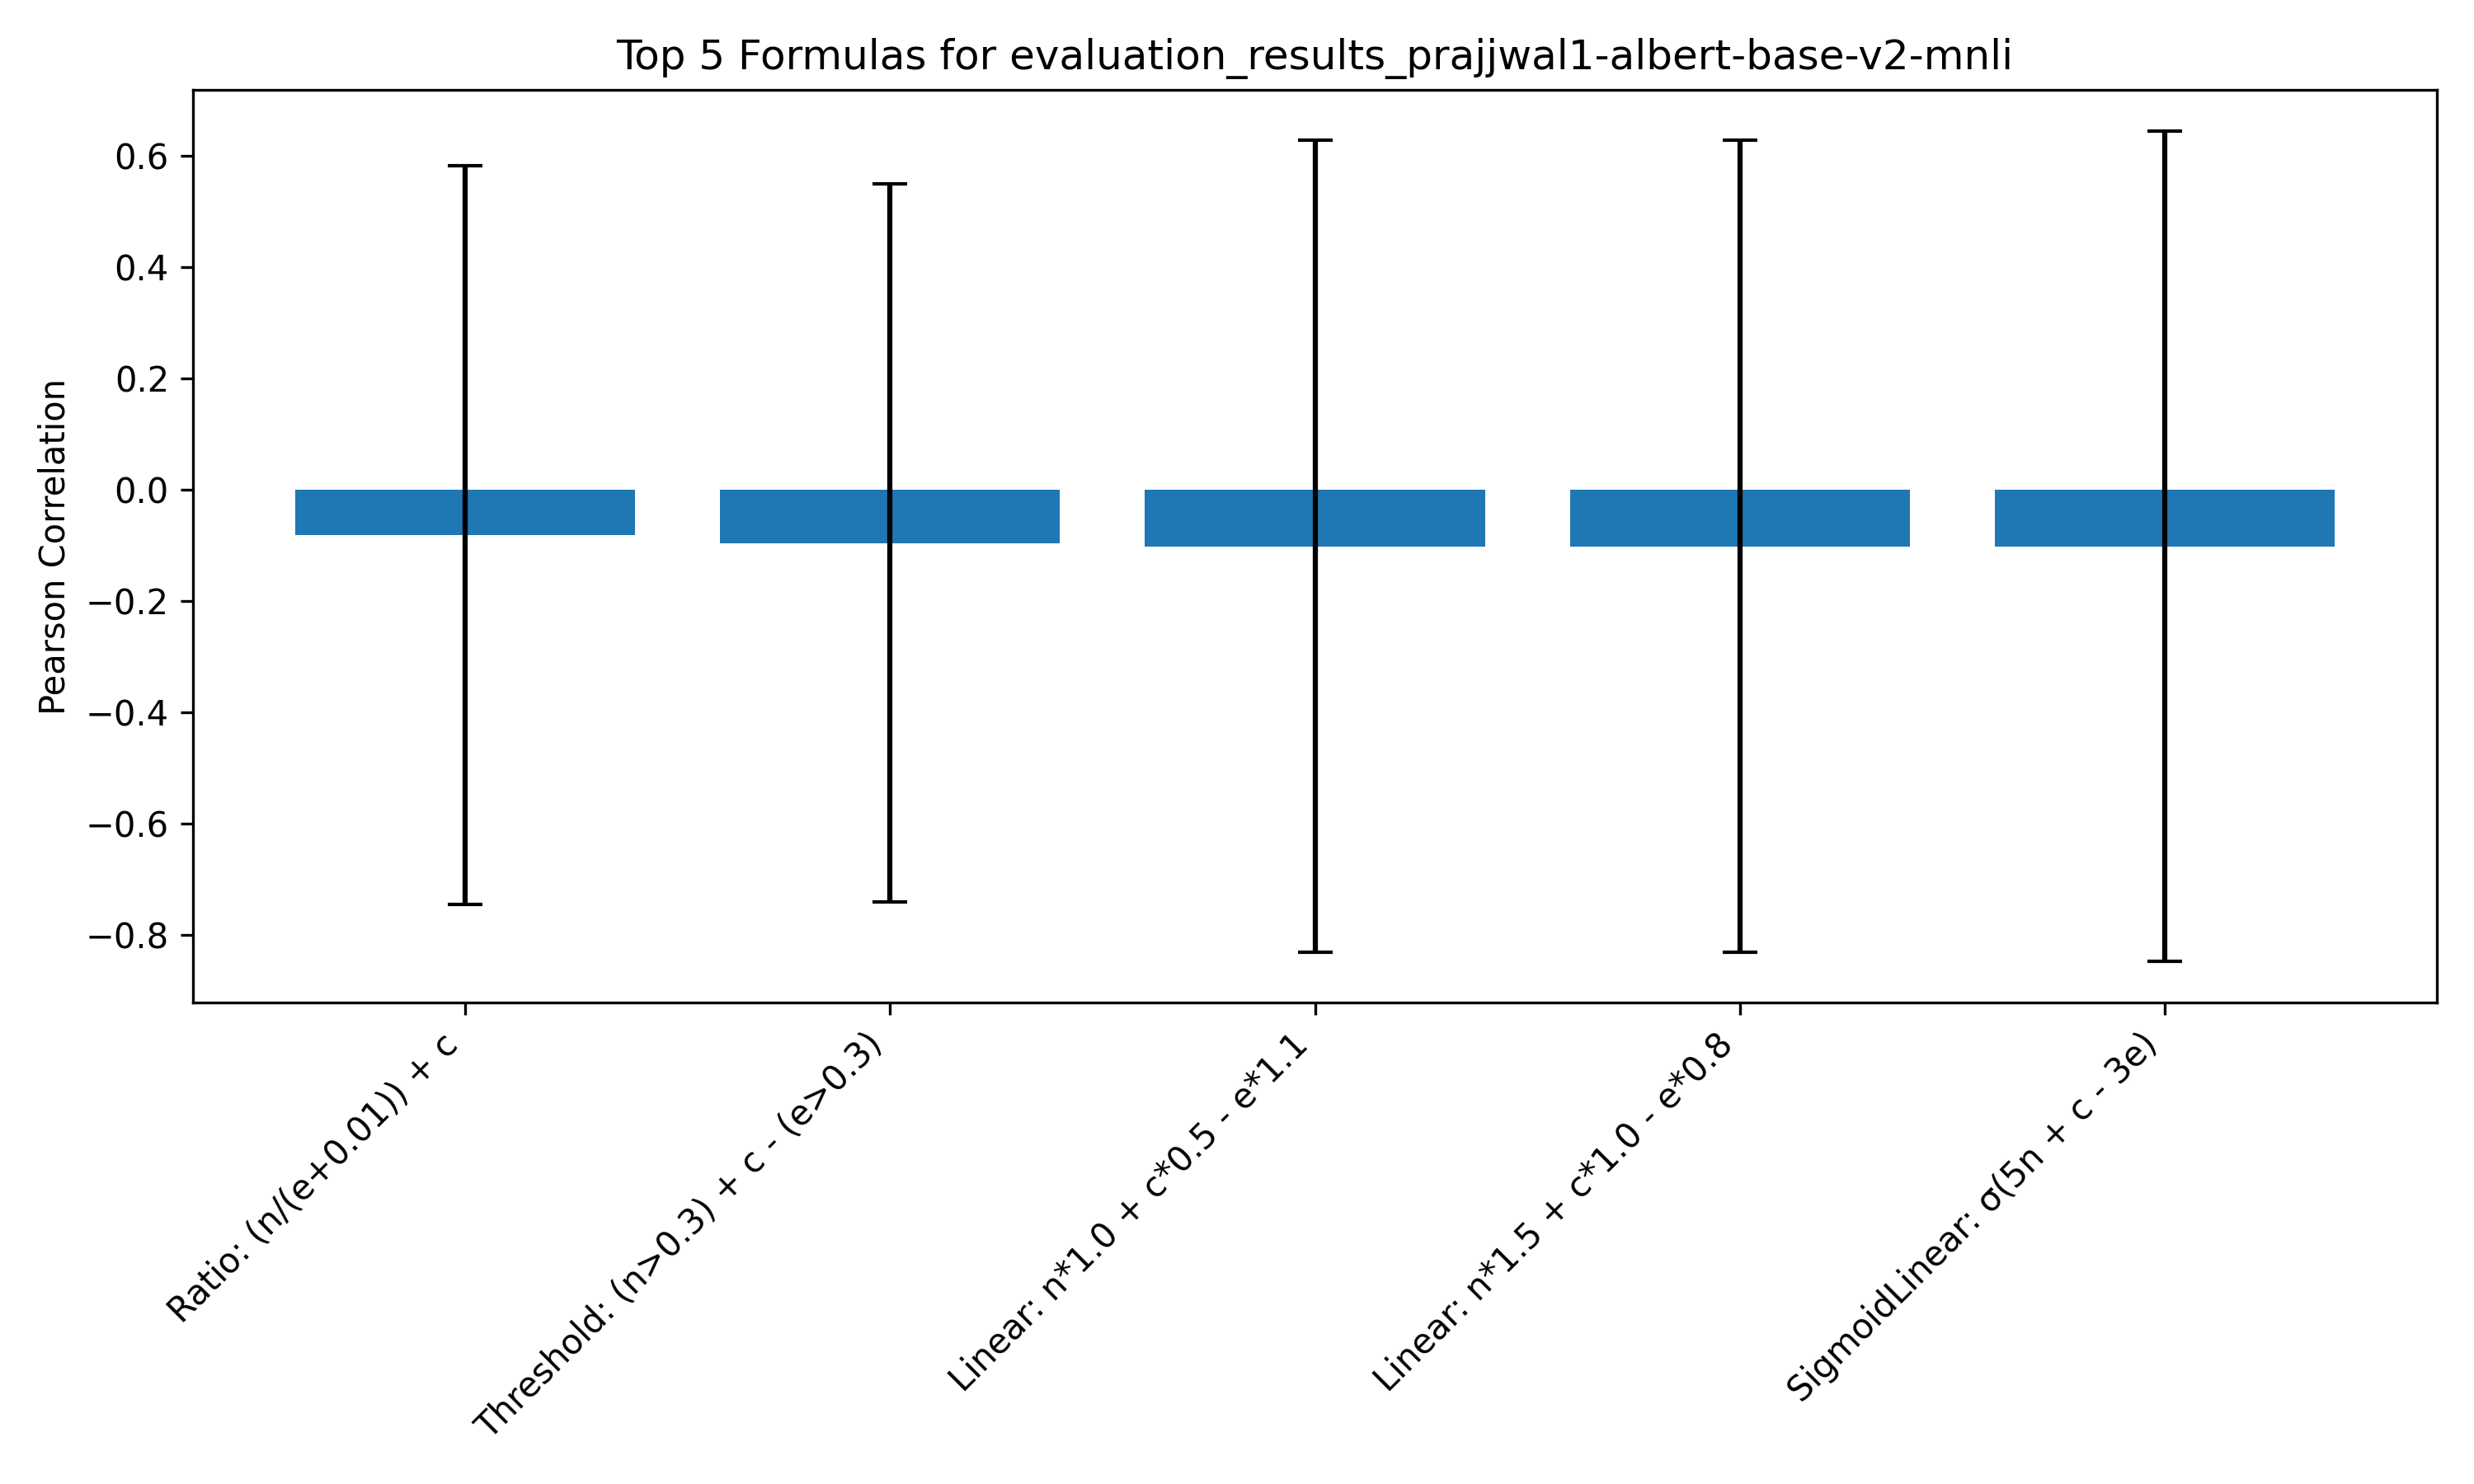 Top 5 Formulas for evaluation_results_prajjwal1-albert-base-v2-mnli
Pearson Correlation
0.6
0.4
0.2
0.0
−0.2
−0.4
−0.6
−0.8
Ratio: (n/(e+0.01)) + c
Threshold: (n>0.3) + c - (e>0.3)
Linear: n*1.0 + c*0.5 - e*1.1
Linear: n*1.5 + c*1.0 - e*0.8
SigmoidLinear: σ(5n + c - 3e)